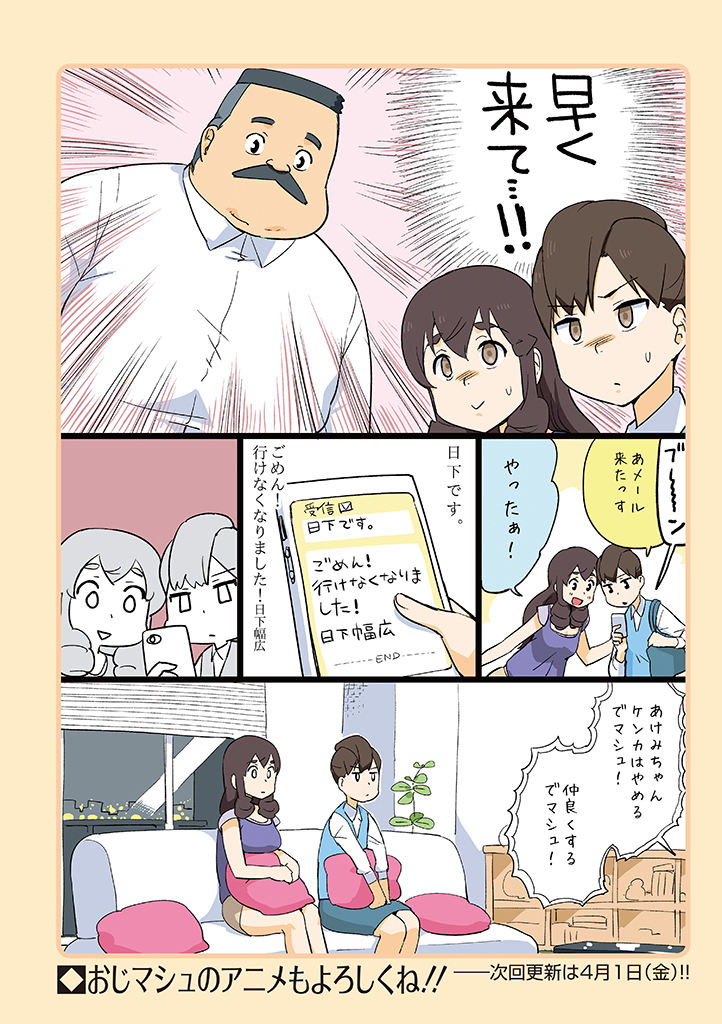 早く
来て…!!
ブーーン
あメール
来たっす
やったぁ!
日下です。
受信
日下です。
ごめん!
行けなくなりま
した!
日下幅広
END
ごめん!
行けなくなりました!日下幅広
あけみちゃん
ケンカはやめる
でマシュ!
仲良くする
でマシュ!
◆おじマシュのアニメもよろしくね!!
――次回更新は4月1日(金)!!